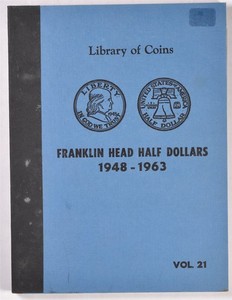 Library of Coins
LIBERTY
IN GOD WE TRUST
UNITED STATES OF AMERICA
HALF DOLLAR
FRANKLIN HEAD HALF DOLLARS
1948 - 1963
VOL. 21